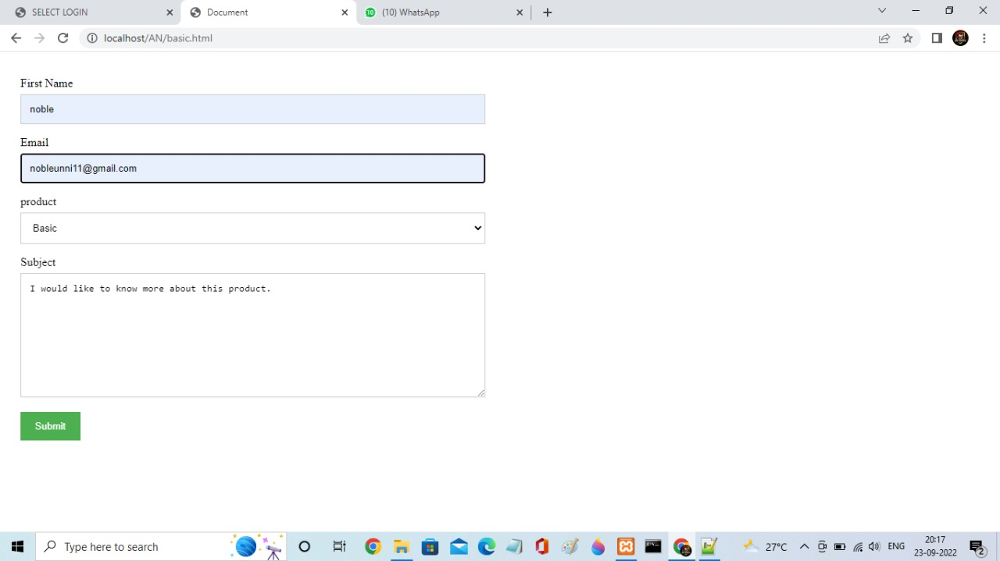 SELECT LOGIN
Document
(10) WhatsApp
localhost/AN/basic.html
First Name
noble
Email
nobleunni11@gmail.com
product
Basic
Subject
I would like to know more about this product.
Submit
Type here to search
27°C
ENG
20:17
23-09-2022
2